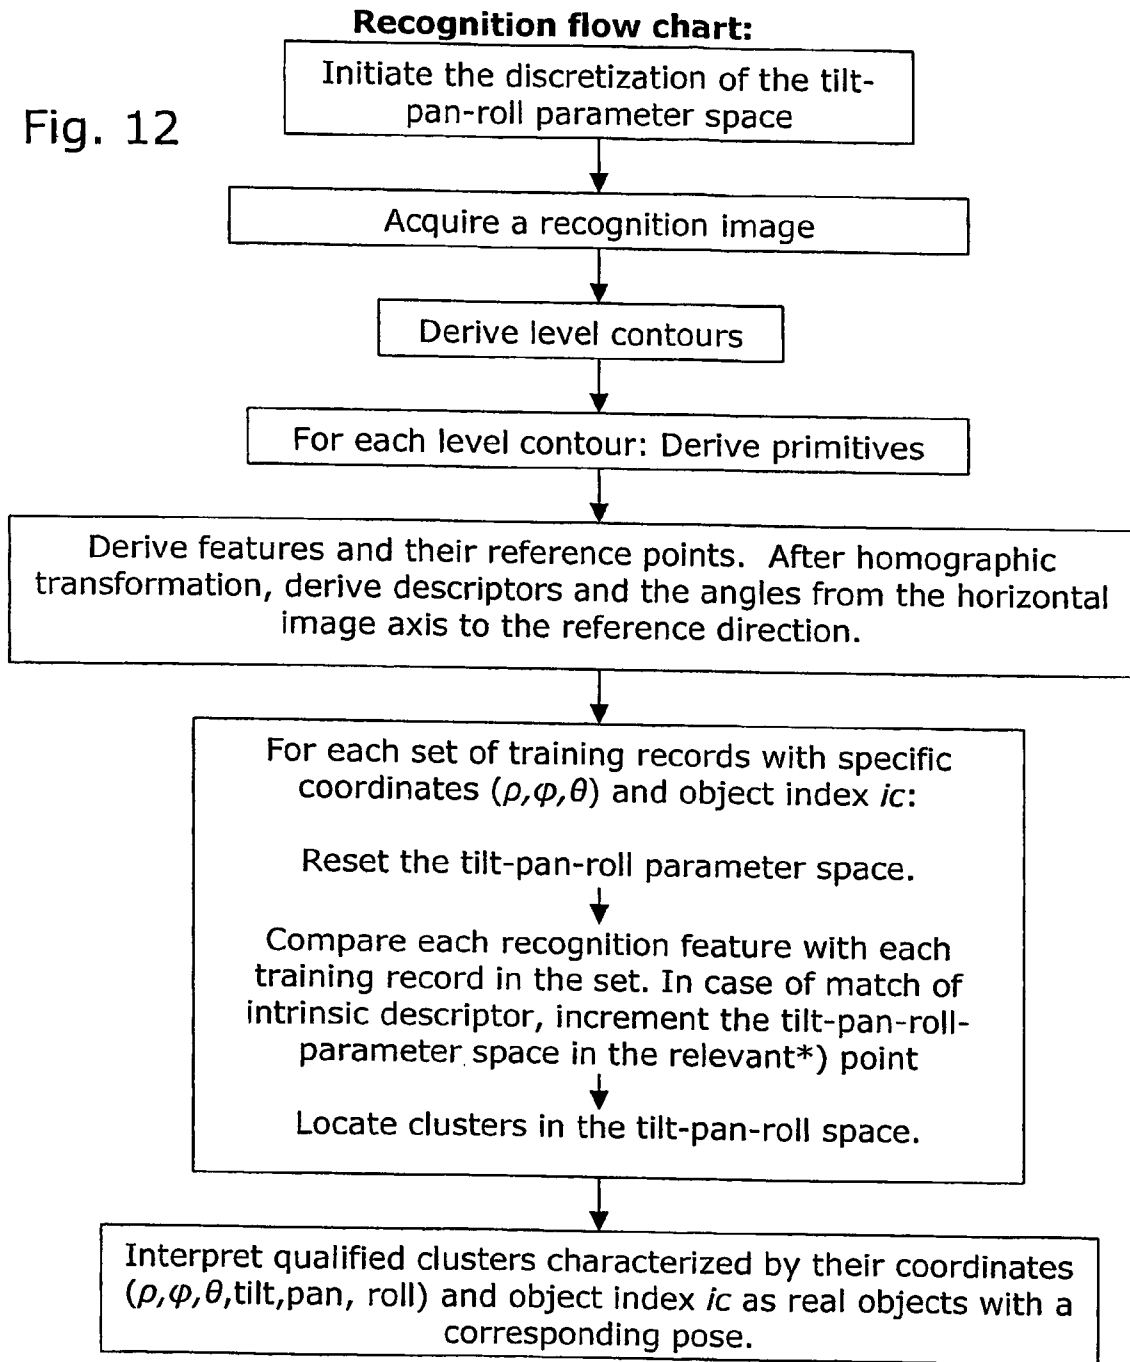 Recognition flow chart:
Fig. 12
Initiate the discretization of the tilt-
pan-roll parameter space
Acquire a recognition image
Derive level contours
For each level contour: Derive primitives
Derive features and their reference points. After homographic
transformation, derive descriptors and the angles from the horizontal
image axis to the reference direction.
For each set of training records with specific
coordinates (ρ,φ,θ) and object index ic:
Reset the tilt-pan-roll parameter space.
Compare each recognition feature with each
training record in the set. In case of match of
intrinsic descriptor, increment the tilt-pan-roll-
parameter space in the relevant*) point
Locate clusters in the tilt-pan-roll space.
Interpret qualified clusters characterized by their coordinates
(ρ,φ,θ,tilt,pan, roll) and object index ic as real objects with a
corresponding pose.